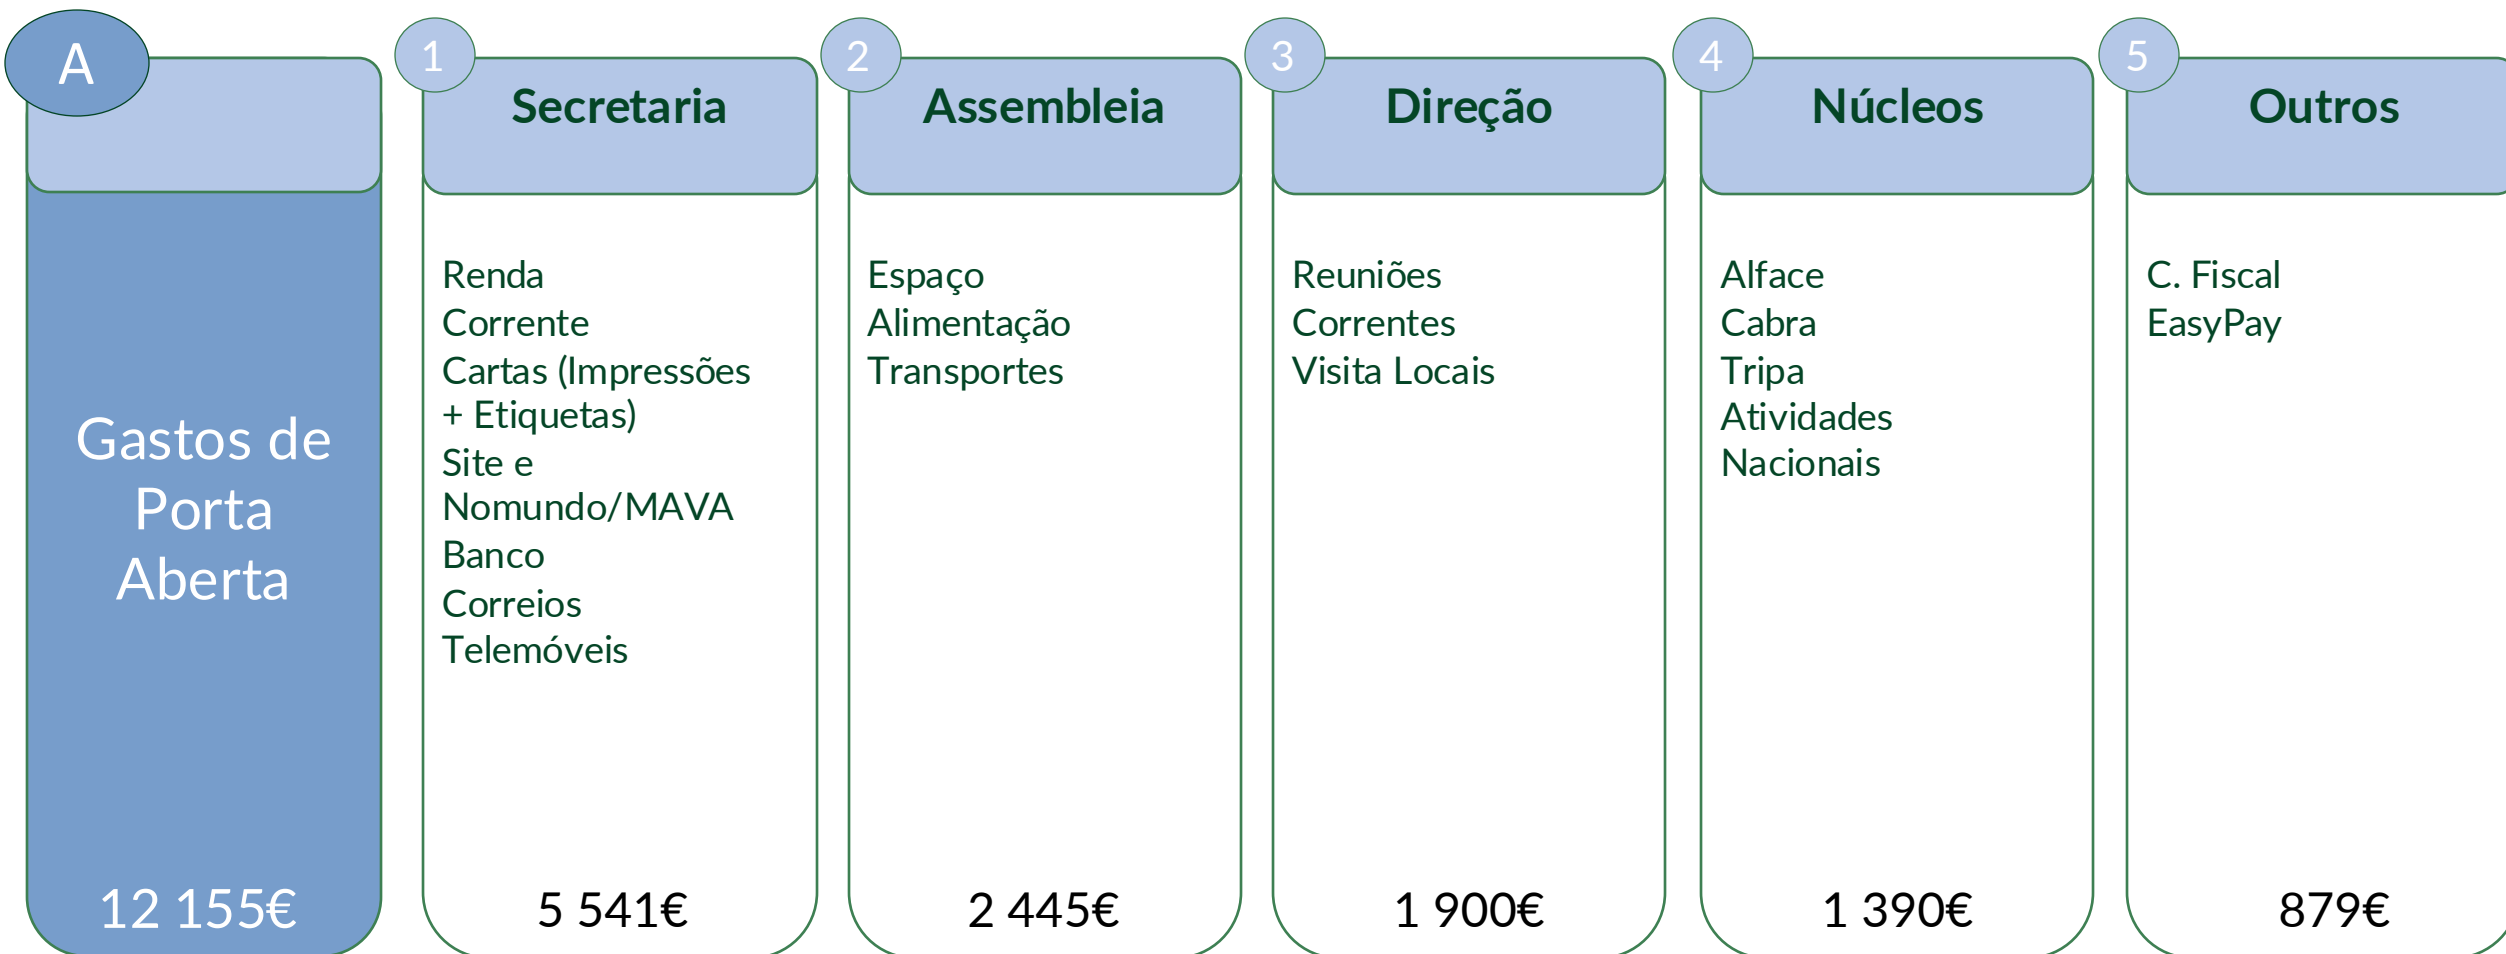 A
Gastos de
Porta
Aberta
12 155€
1
Secretaria
Renda
Corrente
Cartas (Impressões
+ Etiquetas)
Site e
Nomundo/MAVA
Banco
Correios
Telemóveis
5 541€
2
Assembleia
Espaço
Alimentação
Transportes
2 445€
3
Direção
Reuniões
Correntes
Visita Locais
1 900€
4
Núcleos
Alface
Cabra
Tripa
Atividades
Nacionais
1 390€
5
Outros
C. Fiscal
EasyPay
879€